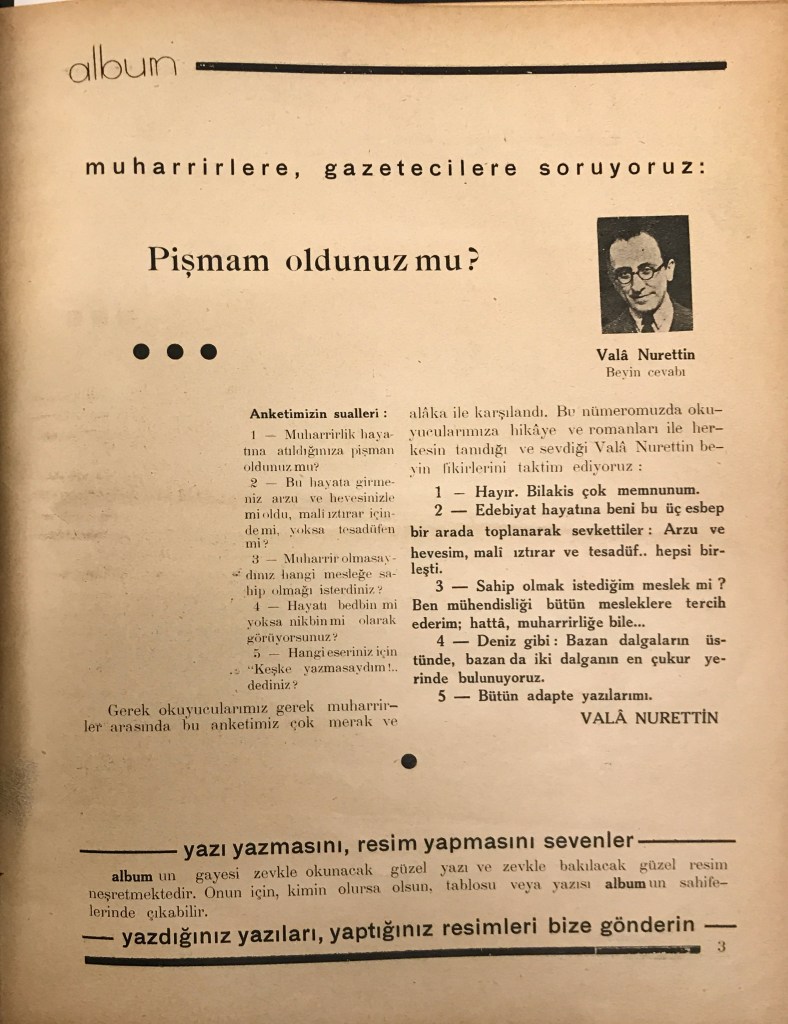 album
muharrirlere, gazetecilere soruyoruz:
Pişmam oldunuz mu?
Valâ Nurettin
Beyin cevabı
Anketimizin sualleri :
1 — Muharrirlik haya-
tına atıldığınıza pişman
oldunuz mu?
2 — Bu hayata girme-
niz arzu ve hevesinizle
mi oldu, malî ıztırar için-
de mi, yoksa tesadüfen
mi?
3 — Muharrir olmasay-
dınız hangi mesleğe sa-
hip olmağı isterdiniz?
4 — Hayatı bedbin mi
yoksa nikbin mi olarak
görüyorsunuz?
5 — Hangi eseriniz için
"Keşke yazmasaydım!..
dediniz?
Gerek okuyucularımız gerek muharrir-
ler arasında bu anketimiz çok merak ve
alâka ile karşılandı. Bu nümeromuzda oku-
yucularımıza hikâye ve romanları ile her-
kesin tanıdığı ve sevdiği Valâ Nurettin be-
yin fikirlerini taktim ediyoruz :
1 — Hayır. Bilakis çok memnunum.
2 — Edebiyat hayatına beni bu üç esbep
bir arada toplanarak sevkettiler : Arzu ve
hevesim, malî ıztırar ve tesadüf.. hepsi bir-
leşti.
3 — Sahip olmak istediğim meslek mi ?
Ben mühendisliği bütün mesleklere tercih
ederim; hattâ, muharrirliğe bile...
4 — Deniz gibi : Bazan dalgaların üs-
tünde, bazan da iki dalganın en çukur ye-
rinde bulunuyoruz.
5 — Bütün adapte yazılarımı.
VALÂ NURETTİN
yazı yazmasını, resim yapmasını sevenler
album un gayesi zevkle okunacak güzel yazı ve zevkle bakılacak güzel resim
neşretmektedir. Onun için, kimin olursa olsun, tablosu veya yazısı album un sahife-
lerinde çıkabilir.
yazdığınız yazıları, yaptığınız resimleri bize gönderin
3